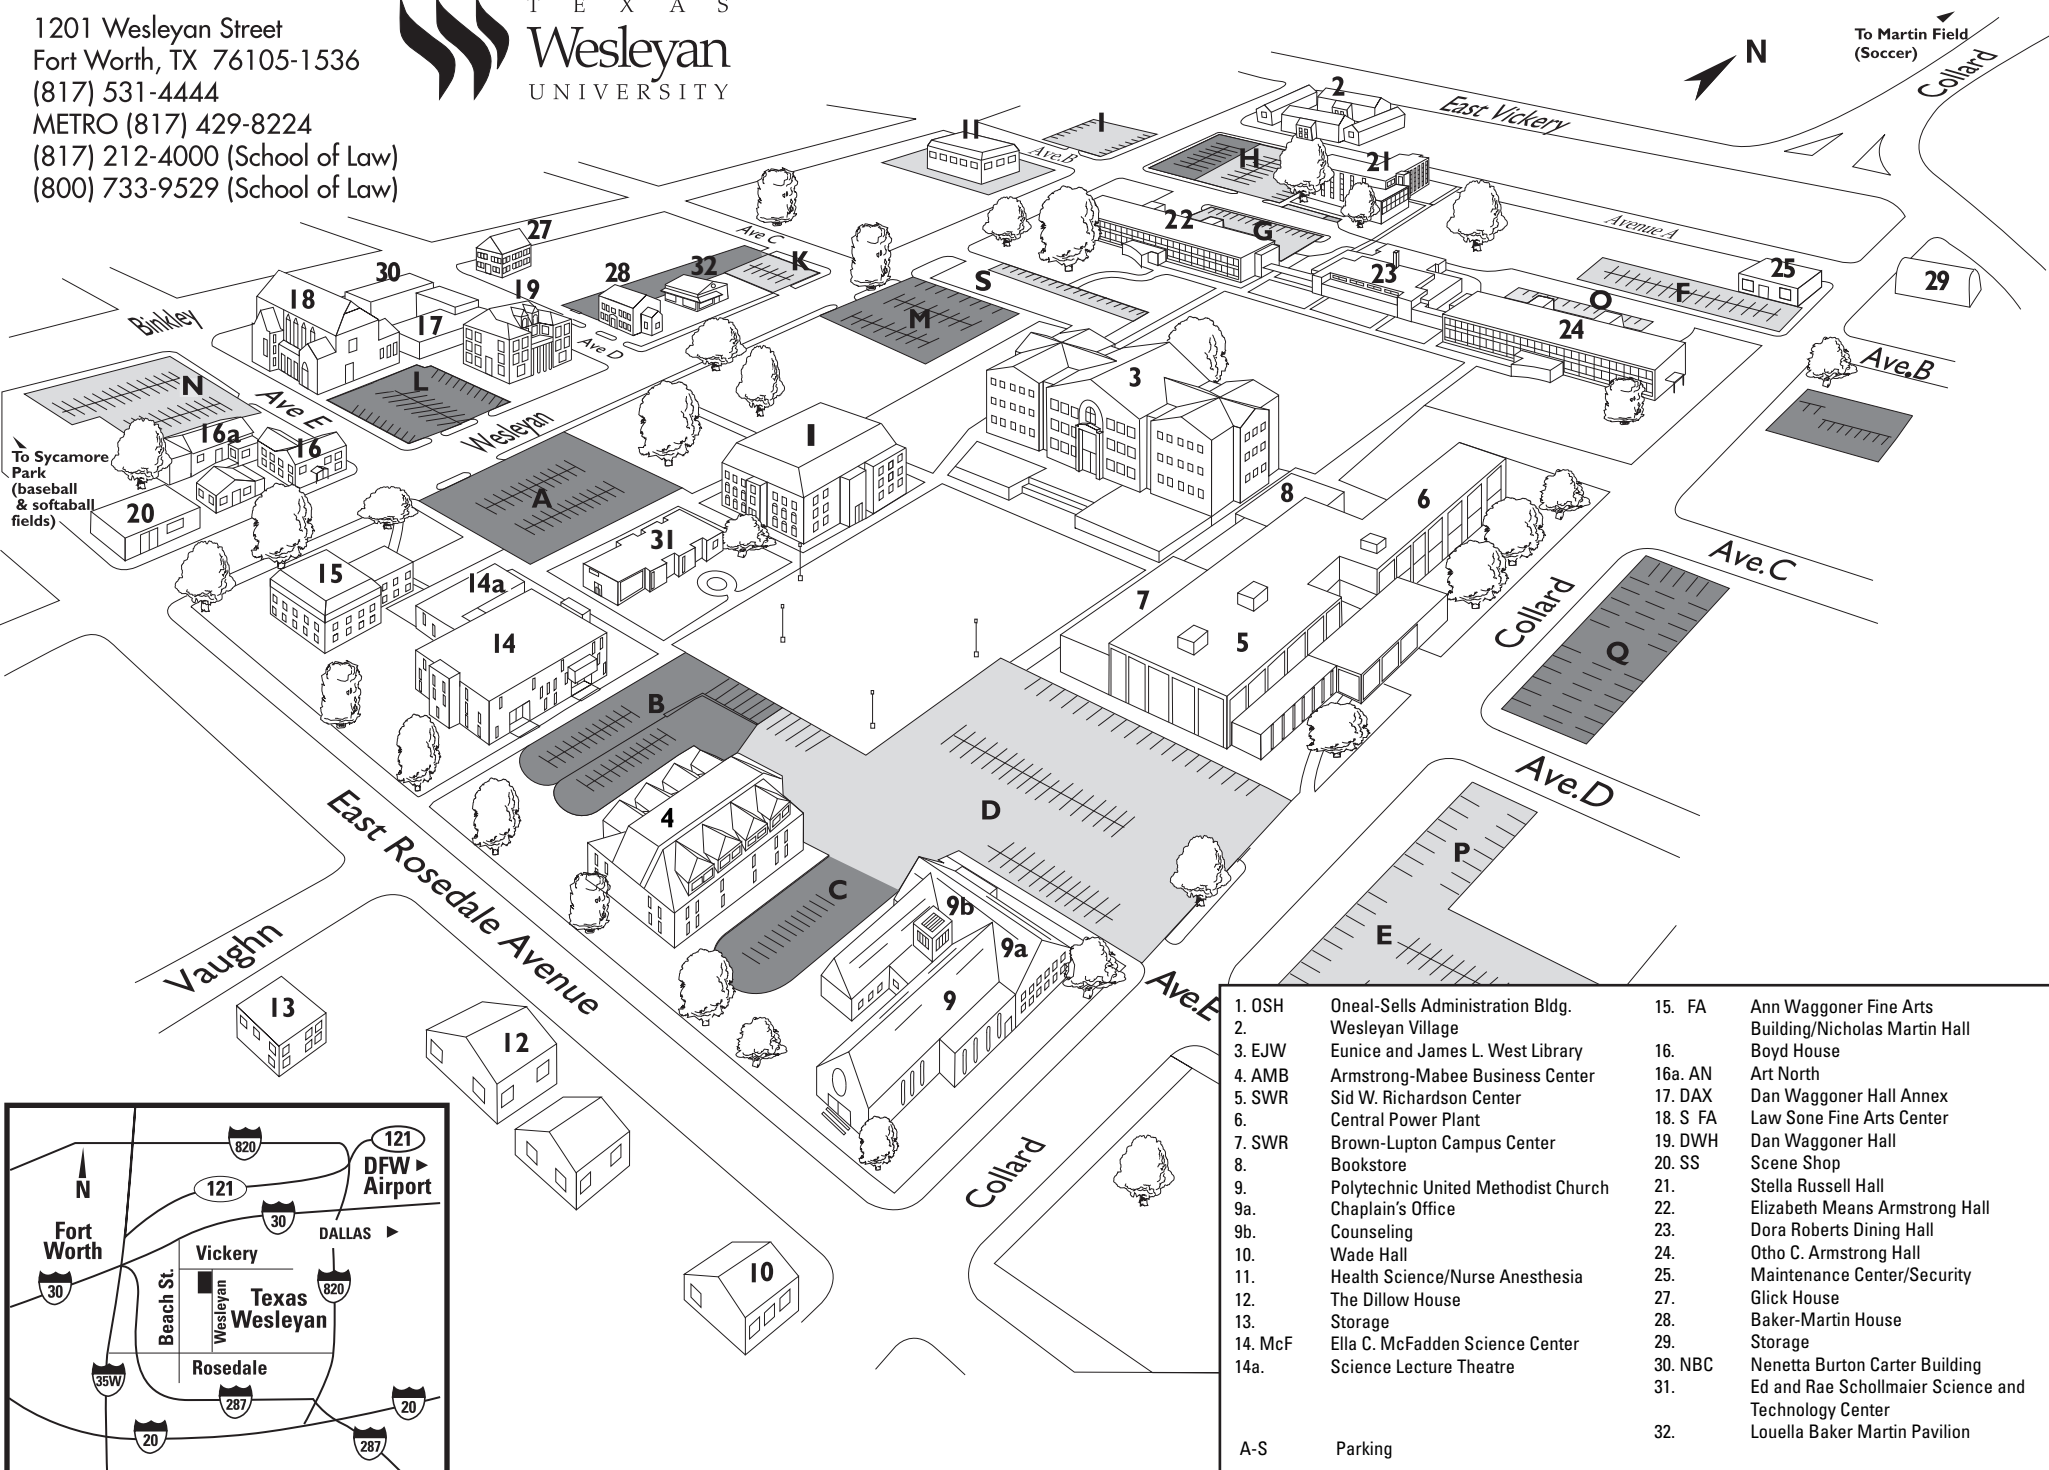 1201 Wesleyan Street
Fort Worth, TX 76105-1536
(817) 531-4444
METRO (817) 429-8224
(817) 212-4000 (School of Law)
(800) 733-9529 (School of Law)
TEXAS
Wesleyan
UNIVERSITY
To Martin Field
(Soccer)
N
Collard
East Vickery
2
11
I
Ave.B
H
21
Avenue A
22
G
27
Ave C
K
32
28
30
18
19
17
S
M
23
25
29
O
F
24
Binkley
Ave D
3
Ave.B
N
L
Ave E
Wesleyan
16a
16
1
To Sycamore
Park
(baseball
& softaball
fields)
20
A
8
6
31
Ave.C
15
14a
7
Collard
14
5
Q
B
Ave.D
4
D
P
East Rosedale Avenue
C
9b
9a
E
Vaughn
9
Ave.E
13
12
Collard
10
820
121
DFW
Airport
N
121
30
Fort
Worth
DALLAS
Vickery
30
Beach St.
Wesleyan
Texas
Wesleyan
820
Rosedale
35W
287
20
20
287
1. OSH Oneal-Sells Administration Bldg.
2. Wesleyan Village
3. EJW Eunice and James L. West Library
4. AMB Armstrong-Mabee Business Center
5. SWR Sid W. Richardson Center
6. Central Power Plant
7. SWR Brown-Lupton Campus Center
8. Bookstore
9. Polytechnic United Methodist Church
9a. Chaplain's Office
9b. Counseling
10. Wade Hall
11. Health Science/Nurse Anesthesia
12. The Dillow House
13. Storage
14. McF Ella C. McFadden Science Center
14a. Science Lecture Theatre
A-S Parking
15. FA Ann Waggoner Fine Arts
Building/Nicholas Martin Hall
16. Boyd House
16a. AN Art North
17. DAX Dan Waggoner Hall Annex
18. S FA Law Sone Fine Arts Center
19. DWH Dan Waggoner Hall
20. SS Scene Shop
21. Stella Russell Hall
22. Elizabeth Means Armstrong Hall
23. Dora Roberts Dining Hall
24. Otho C. Armstrong Hall
25. Maintenance Center/Security
27. Glick House
28. Baker-Martin House
29. Storage
30. NBC Nenetta Burton Carter Building
31. Ed and Rae Schollmaier Science and
Technology Center
32. Louella Baker Martin Pavilion